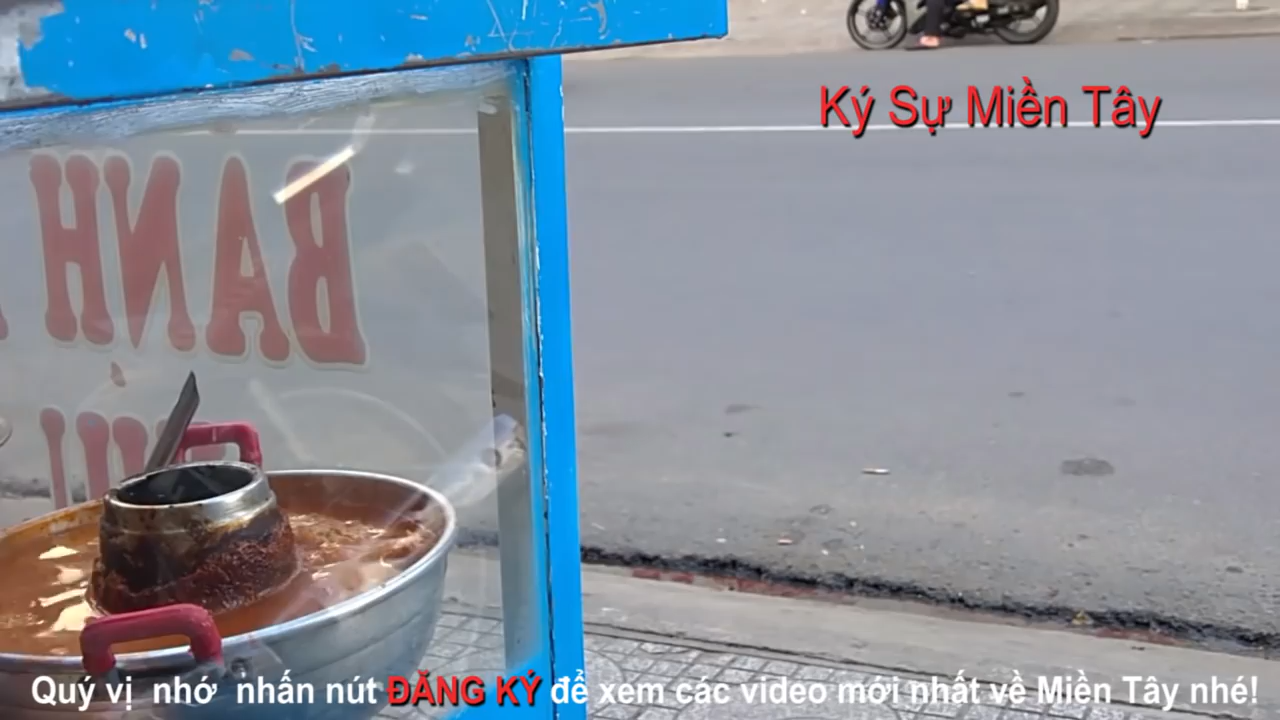 Ký Sự Miền Tây
BANH
Quý vị nhớ nhấn nút ĐĂNG KÝ để xem các video mới nhất về Miền Tây nhé!